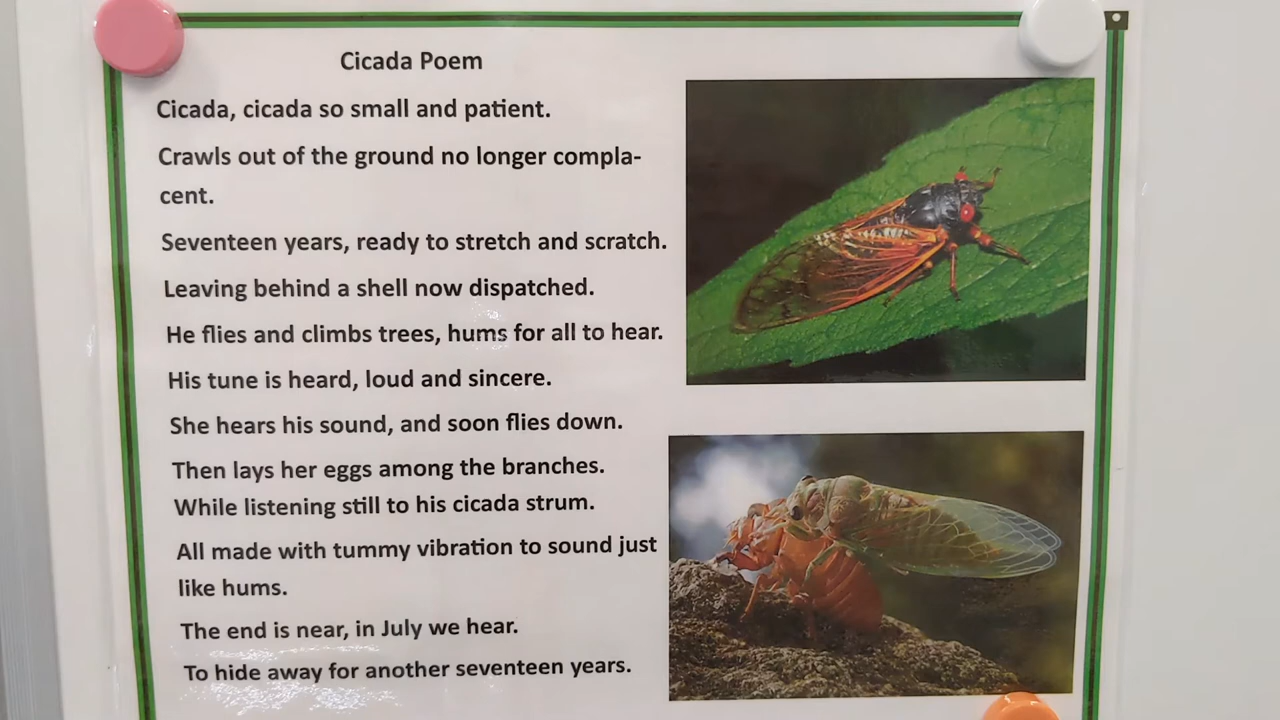 Cicada Poem
Cicada, cicada so small and patient.
Crawls out of the ground no longer compla-
cent.
Seventeen years, ready to stretch and scratch.
Leaving behind a shell now dispatched.
He flies and climbs trees, hums for all to hear.
His tune is heard, loud and sincere.
She hears his sound, and soon flies down.
Then lays her eggs among the branches.
While listening still to his cicada strum.
All made with tummy vibration to sound just
like hums.
The end is near, in July we hear.
To hide away for another seventeen years.